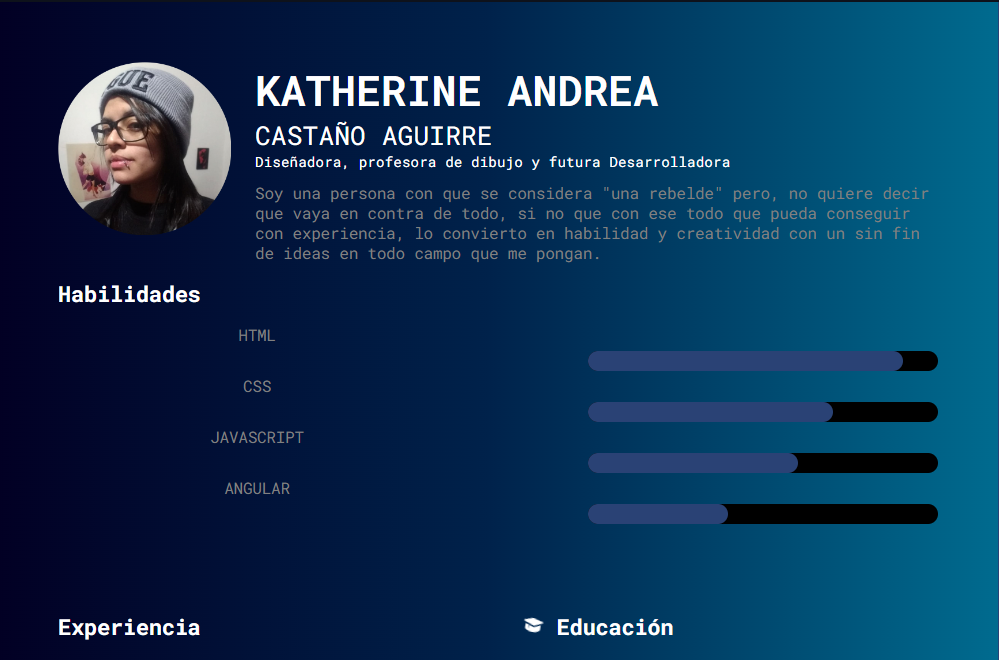 KATHERINE ANDREA
CASTAÑO AGUIRRE
Diseñadora, profesora de dibujo y futura Desarrolladora
Soy una persona con que se considera "una rebelde" pero, no quiere decir
que vaya en contra de todo, si no que con ese todo que pueda conseguir
con experiencia, lo convierto en habilidad y creatividad con un sin fin
de ideas en todo campo que me pongan.
Habilidades
HTML
CSS
JAVASCRIPT
ANGULAR
Experiencia
Educación